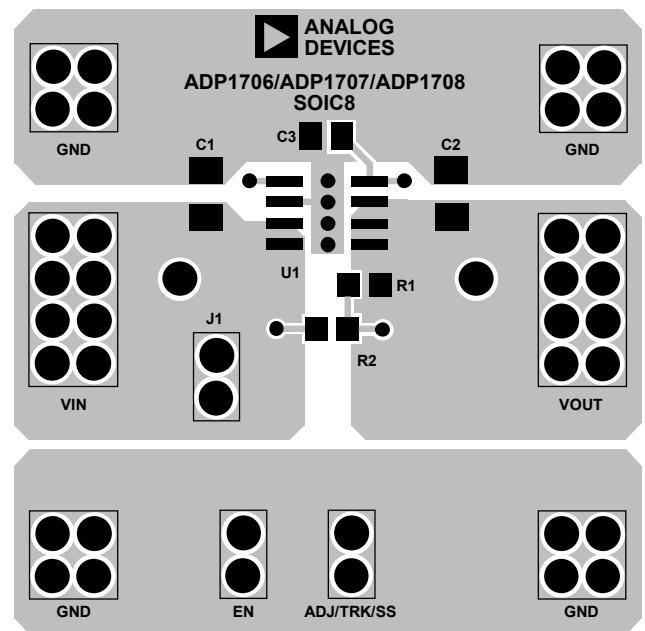 ANALOG
DEVICES
ADP1706/ADP1707/ADP1708
SOIC8
GND
C1
C3
C2
GND
U1
R1
J1
R2
VIN
VOUT
GND
EN
ADJ/TRK/SS
GND